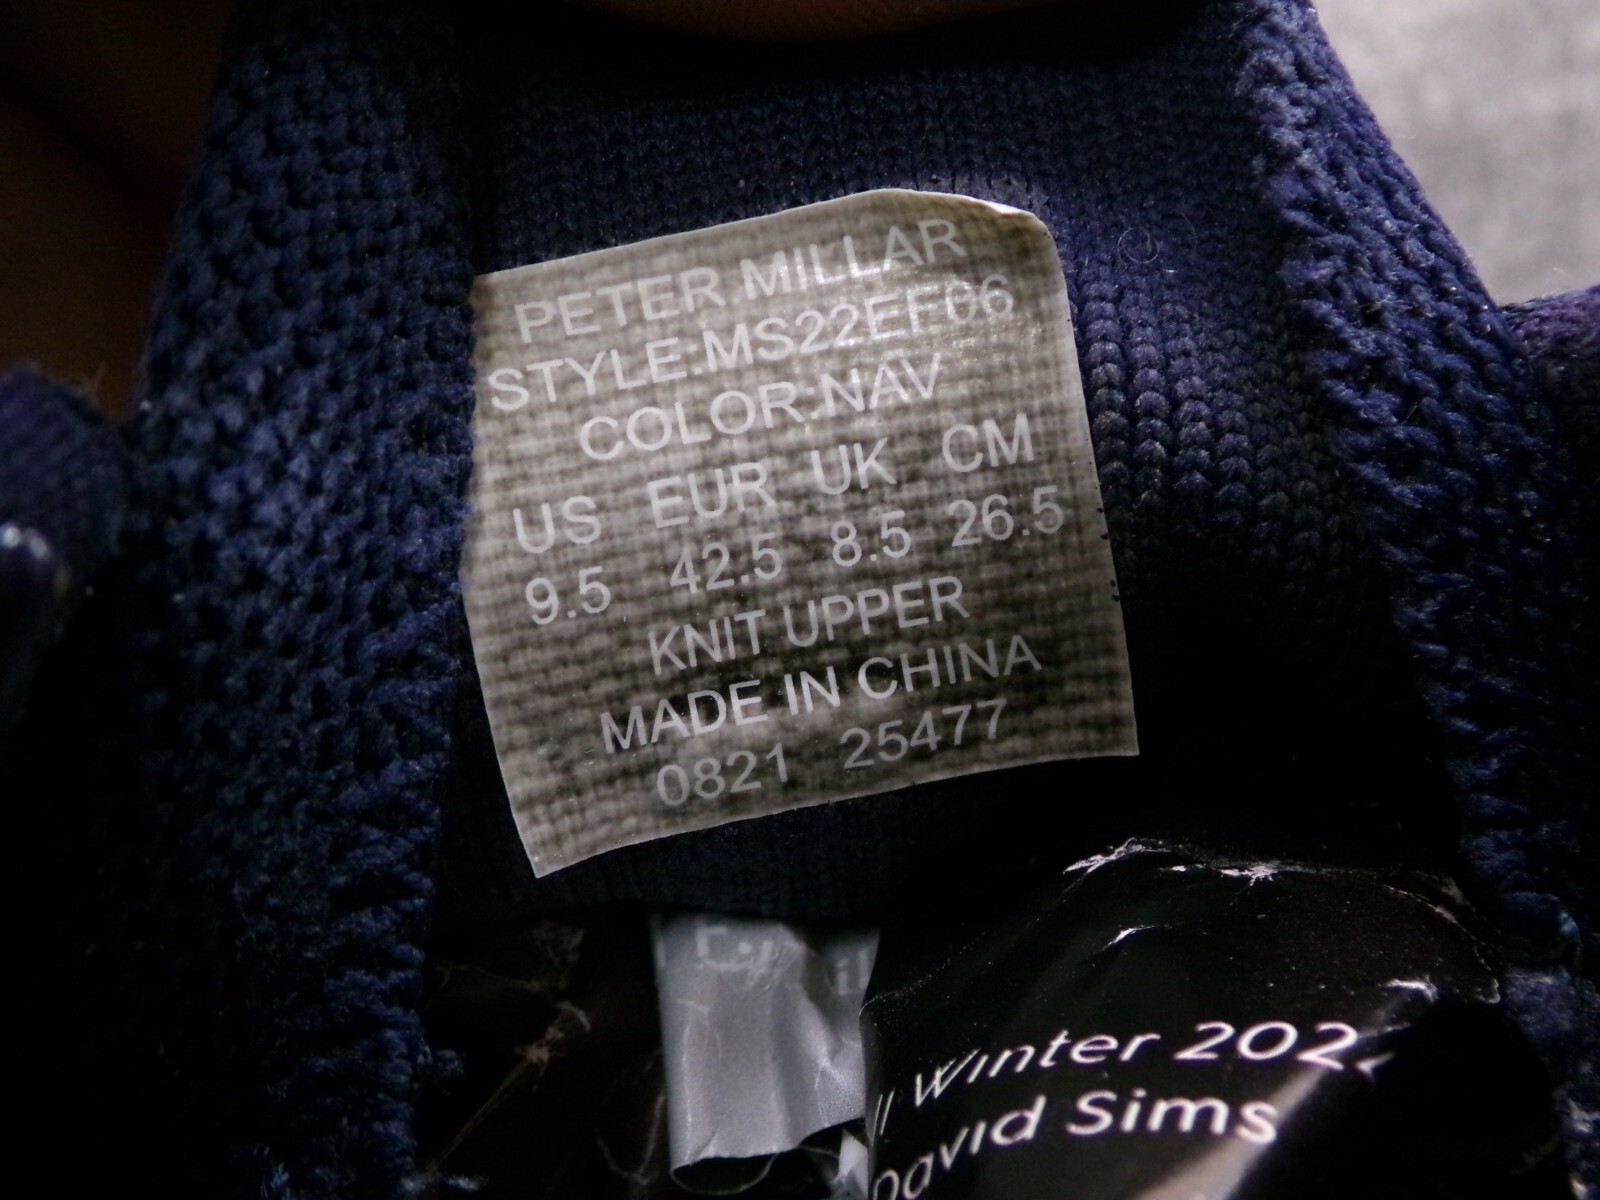 PETER MILLAR
STYLE:MS22EF06
COLOR:NAV
US EUR UK CM
9.5 42.5 8.5 26.5
KNIT UPPER
MADE IN CHINA
0821 25477
Winter 202
David Sims